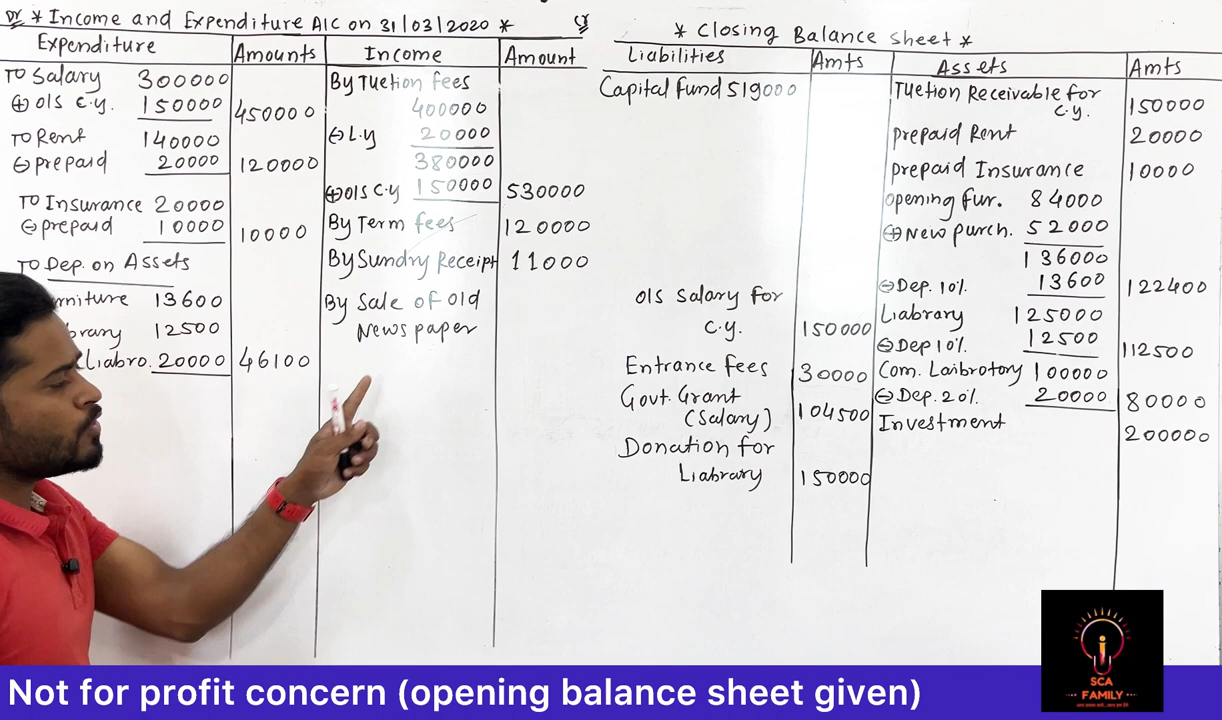 Dr * Income and Expenditure A/C on 31/03/2020 * Cr
Expenditure Amounts Income Amount
To Salary 300000
⊕ O/s c.y. 150000 450000
To Rent 140000
⊖ prepaid 20000 120000
To Insurance 20000
⊖ prepaid 10000 10000
To Dep. on Assets
rniture 13600
brary 12500
Liabro. 20000 46100
By Tuetion fees
400000
⊖ L.y 20000
380000
⊕ O/s c.y 150000 530000
By Term fees 120000
By Sundry Receipt 11000
By Sale of Old
News paper
* Closing Balance Sheet *
Liabilities Amts Assets Amts
Capital fund 519000
O/s Salary for
c.y. 150000
Entrance fees 30000
Govt. Grant
(Salary) 104500
Donation for
Liabrary 150000
Tuetion Receivable for
c.y. 150000
prepaid Rent 20000
prepaid Insurance 10000
opening fur. 84000
⊕ New purch. 52000
136000
⊖ Dep. 10% 13600 122400
Liabrary 125000
⊖ Dep 10% 12500 112500
Com. Laibrotory 100000
⊖ Dep. 20% 20000 80000
Investment 200000
Not for profit concern (opening balance sheet given)
SCA
FAMILY